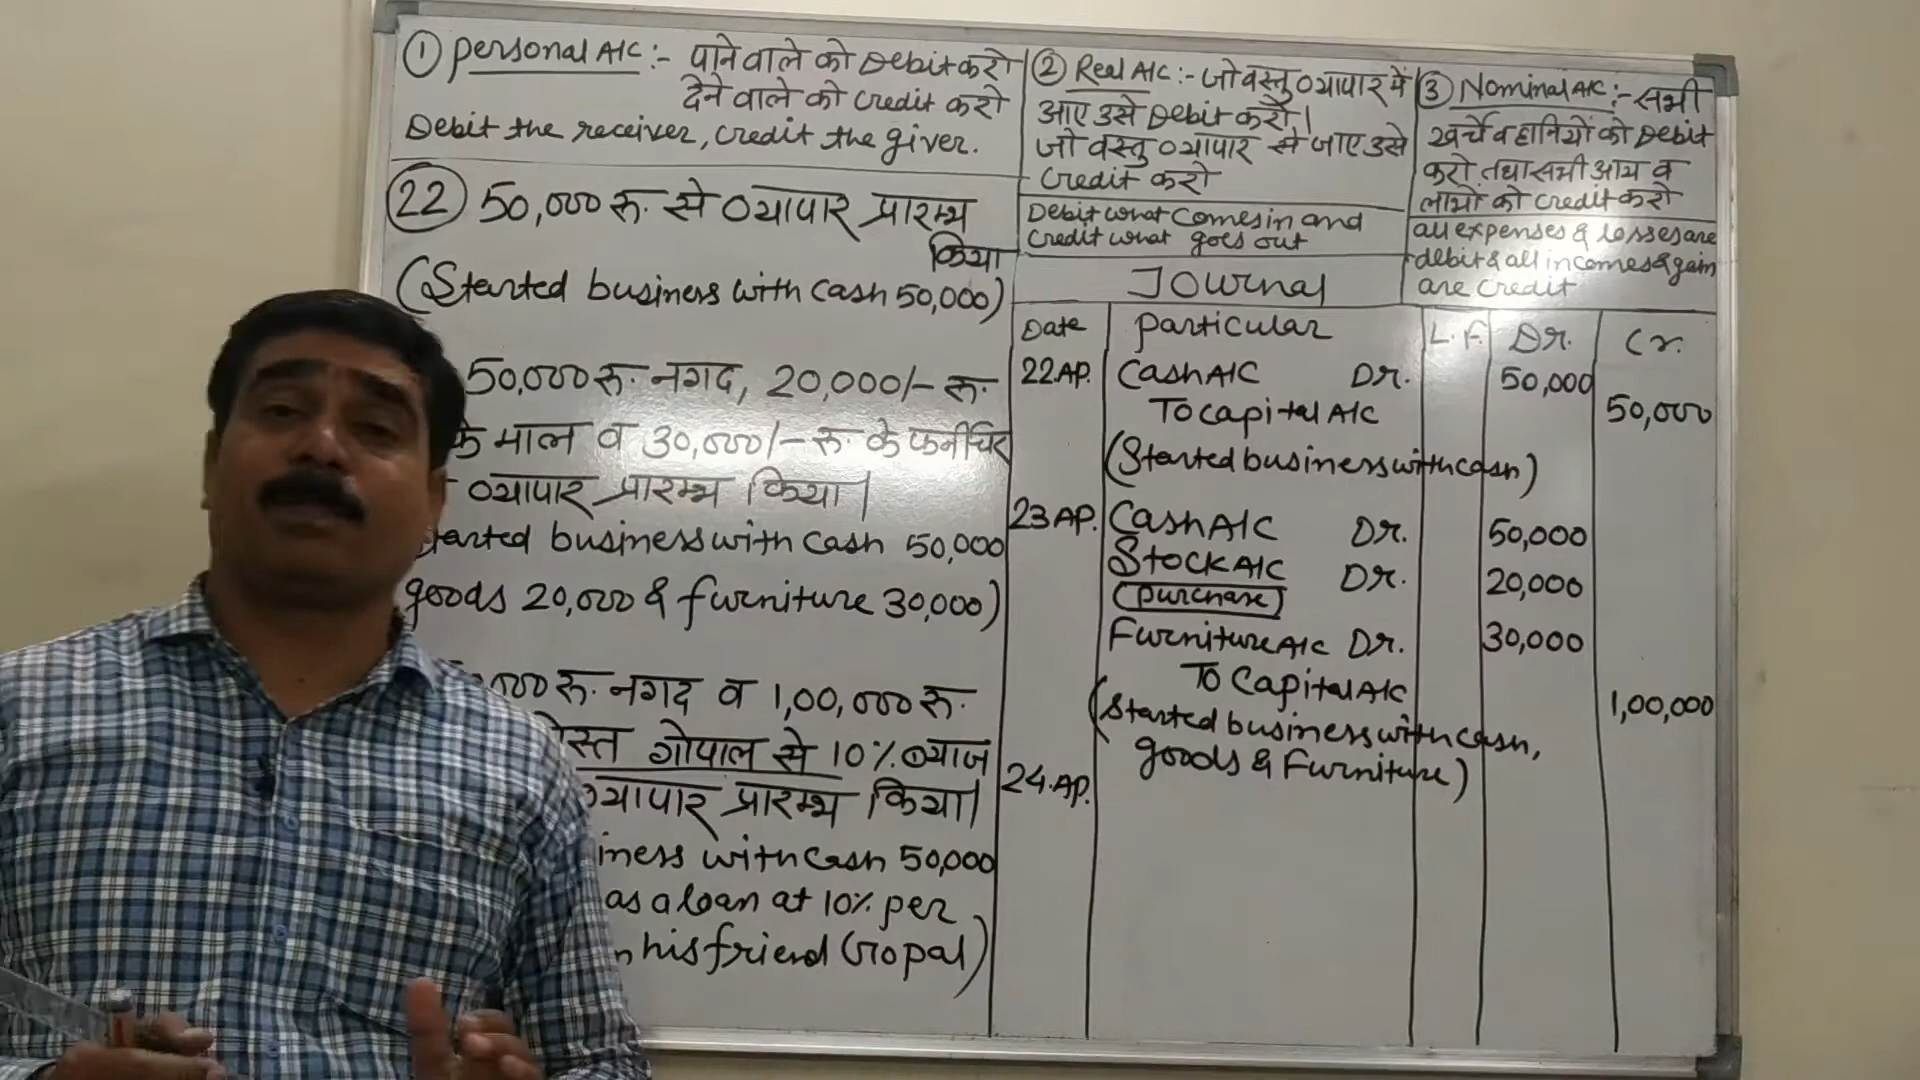 ① Personal A/C :- पाने वाले को Debit करो
देने वाले को credit करो
Debit the receiver, credit the giver.
② Real A/C :- जो वस्तु व्यापार में
आए उसे Debit करो।
जो वस्तु व्यापार से जाए उसे
credit करो
Debit what comes in and
credit what goes out
③ Nominal A/C :- सभी
खर्चे व हानियों को Debit
करो तथा सभी आय व
लाभों को credit करो
all expenses & losses are
debit & all incomes & gain
are credit
22 50,000 रु. से व्यापार प्रारम्भ
किया
(Started business with cash 50,000)
50,000 रु. नगद, 20,000/- रु.
के माल व 30,000/- रु. के फर्नीचर
व्यापार प्रारम्भ किया।
started business with cash 50,000
goods 20,000 & furniture 30,000)
रु. नगद व 1,00,000 रु.
गोपाल से 10% ब्याज
व्यापार प्रारम्भ किया।
with cash 50,000
as a loan at 10% per
his friend Gopal)
Journal
Date Particular L.F. Dr. Cr.
22 AP. Cash A/C Dr. 50,000
To capital A/C 50,000
(Started business with cash)
23 AP. Cash A/C Dr. 50,000
Stock A/C Dr. 20,000
(Purchase)
Furniture A/C Dr. 30,000
To Capital A/C 1,00,000
(Started business with cash,
goods & Furniture)
24. AP.